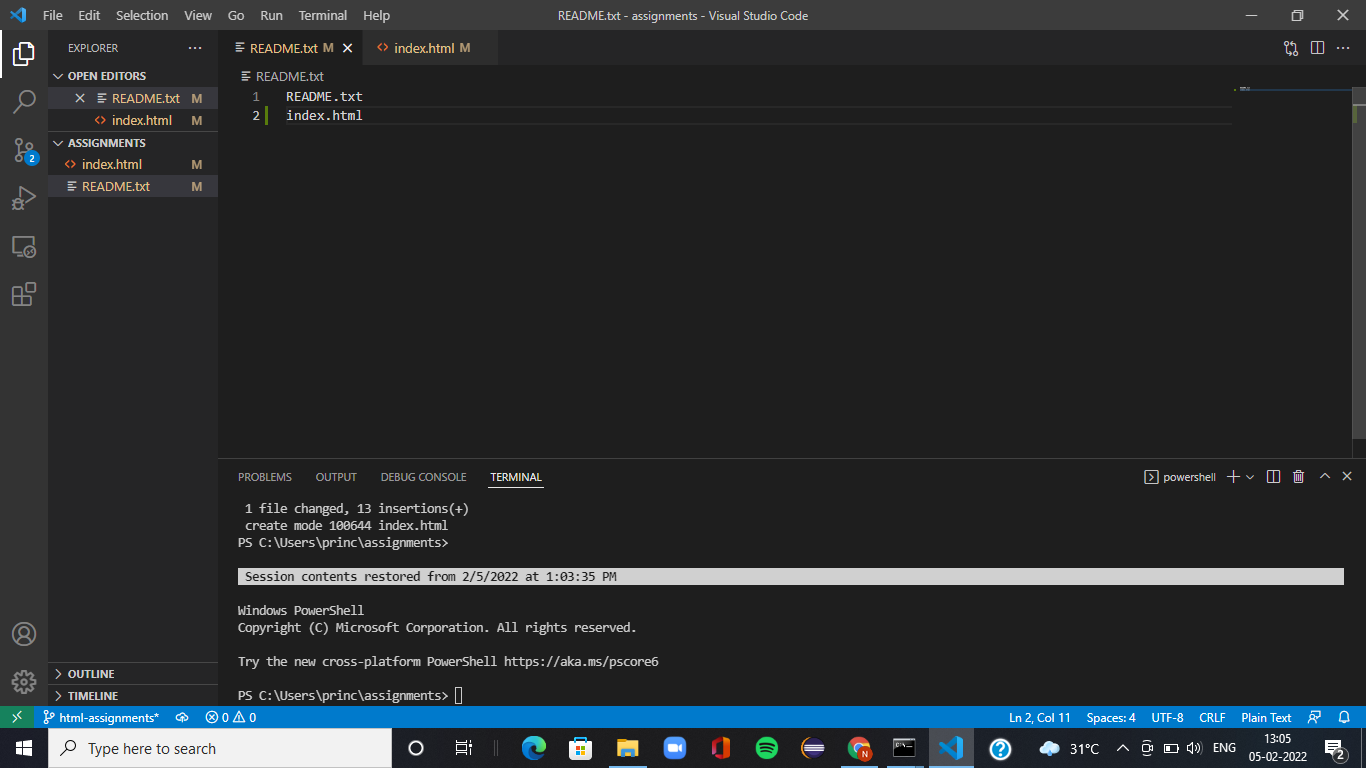 File Edit Selection View Go Run Terminal Help
README.txt - assignments - Visual Studio Code
EXPLORER
OPEN EDITORS
README.txt M
index.html M
ASSIGNMENTS
index.html M
README.txt M
2
OUTLINE
TIMELINE
README.txt M
index.html M
README.txt
1 README.txt
2 index.html
PROBLEMS OUTPUT DEBUG CONSOLE TERMINAL
powershell
1 file changed, 13 insertions(+)
create mode 100644 index.html
PS C:\Users\princ\assignments>
Session contents restored from 2/5/2022 at 1:03:35 PM
Windows PowerShell
Copyright (C) Microsoft Corporation. All rights reserved.
Try the new cross-platform PowerShell https://aka.ms/pscore6
PS C:\Users\princ\assignments>
html-assignments* 0 0 Ln 2, Col 11 Spaces: 4 UTF-8 CRLF Plain Text
Type here to search
N
31°C
ENG
13:05
05-02-2022
2